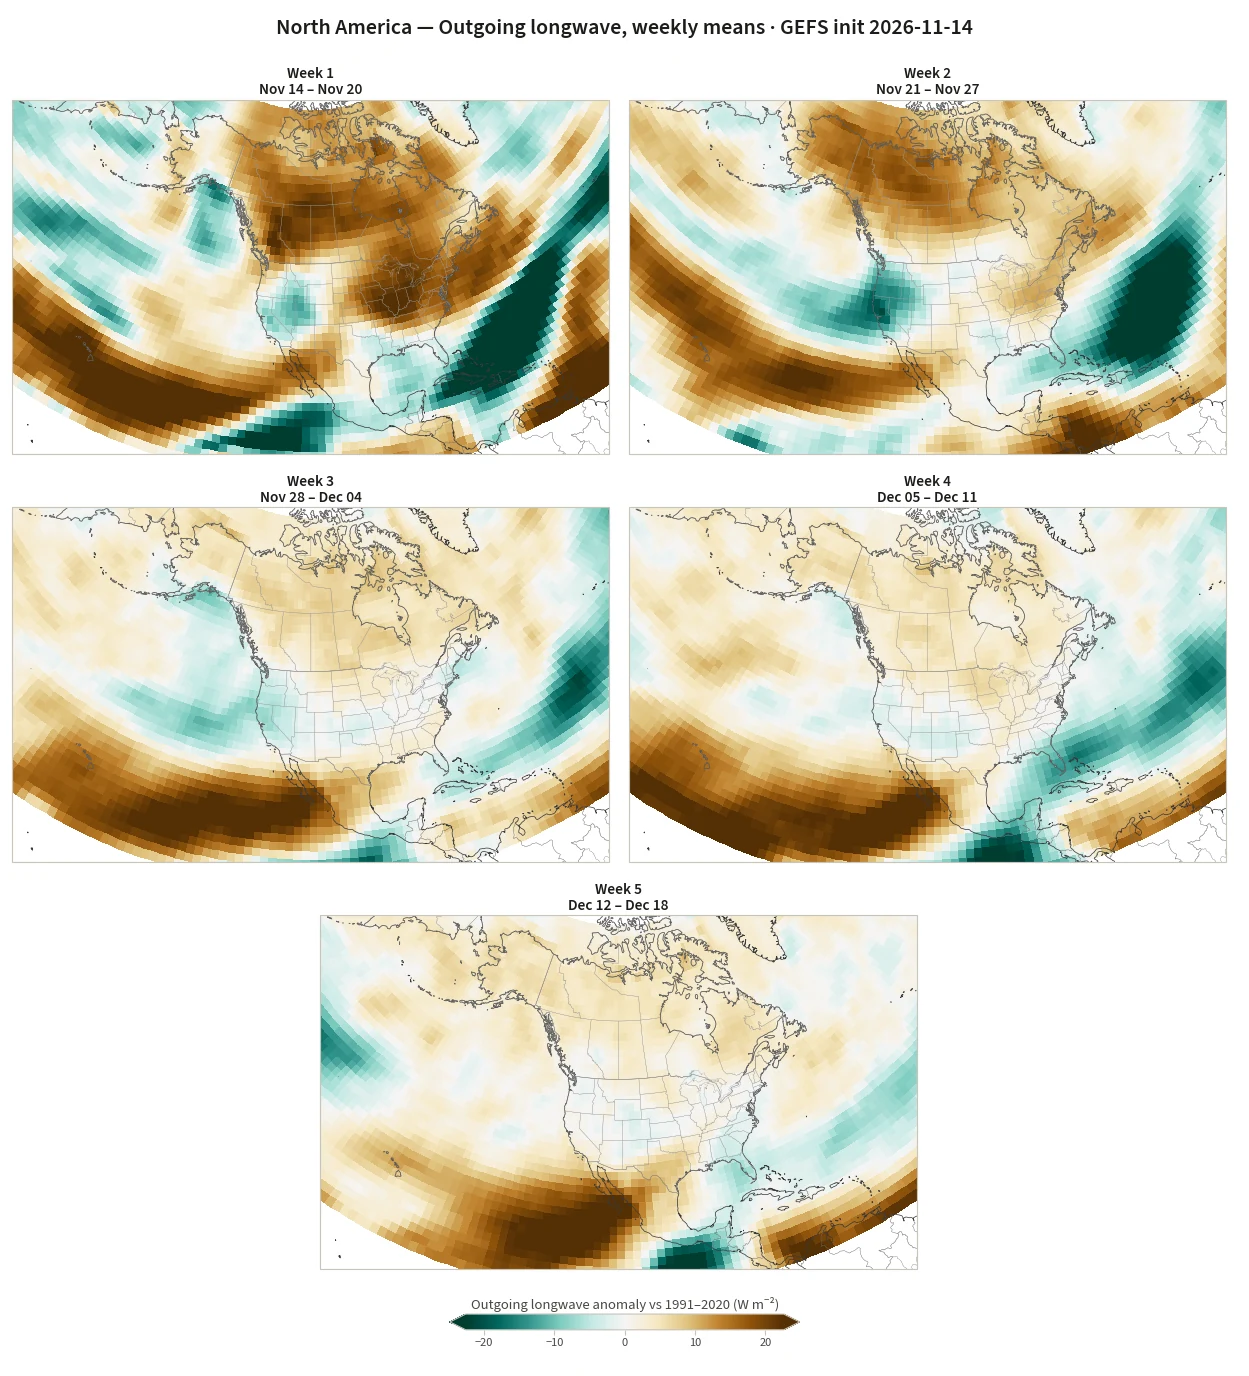 North America — Outgoing longwave, weekly means · GEFS init 2026-11-14
Week 1
Nov 14 – Nov 20
Week 2
Nov 21 – Nov 27
Week 3
Nov 28 – Dec 04
Week 4
Dec 05 – Dec 11
Week 5
Dec 12 – Dec 18
Outgoing longwave anomaly vs 1991–2020 (W m⁻²)
−20 −10 0 10 20